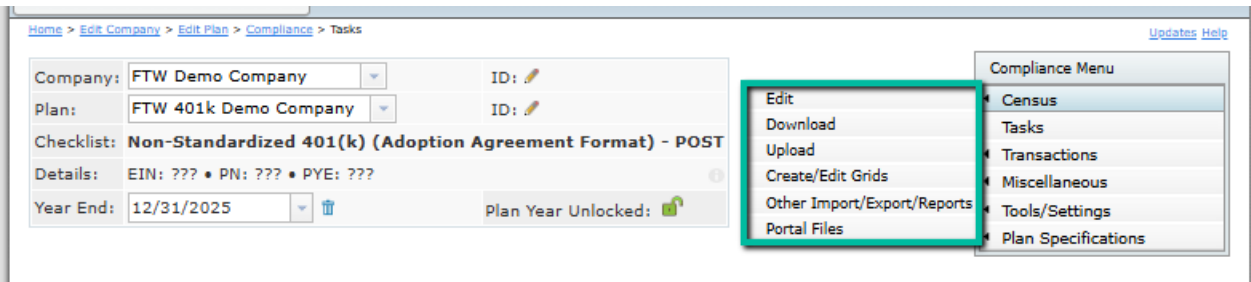 Home > Edit Company > Edit Plan > Compliance > Tasks
Updates Help
Company: FTW Demo Company ID:
Plan: FTW 401k Demo Company ID:
Checklist: Non-Standardized 401(k) (Adoption Agreement Format) - POST
Details: EIN: ??? • PN: ??? • PYE: ???
Year End: 12/31/2025 Plan Year Unlocked:
Edit
Download
Upload
Create/Edit Grids
Other Import/Export/Reports
Portal Files
Compliance Menu
Census
Tasks
Transactions
Miscellaneous
Tools/Settings
Plan Specifications